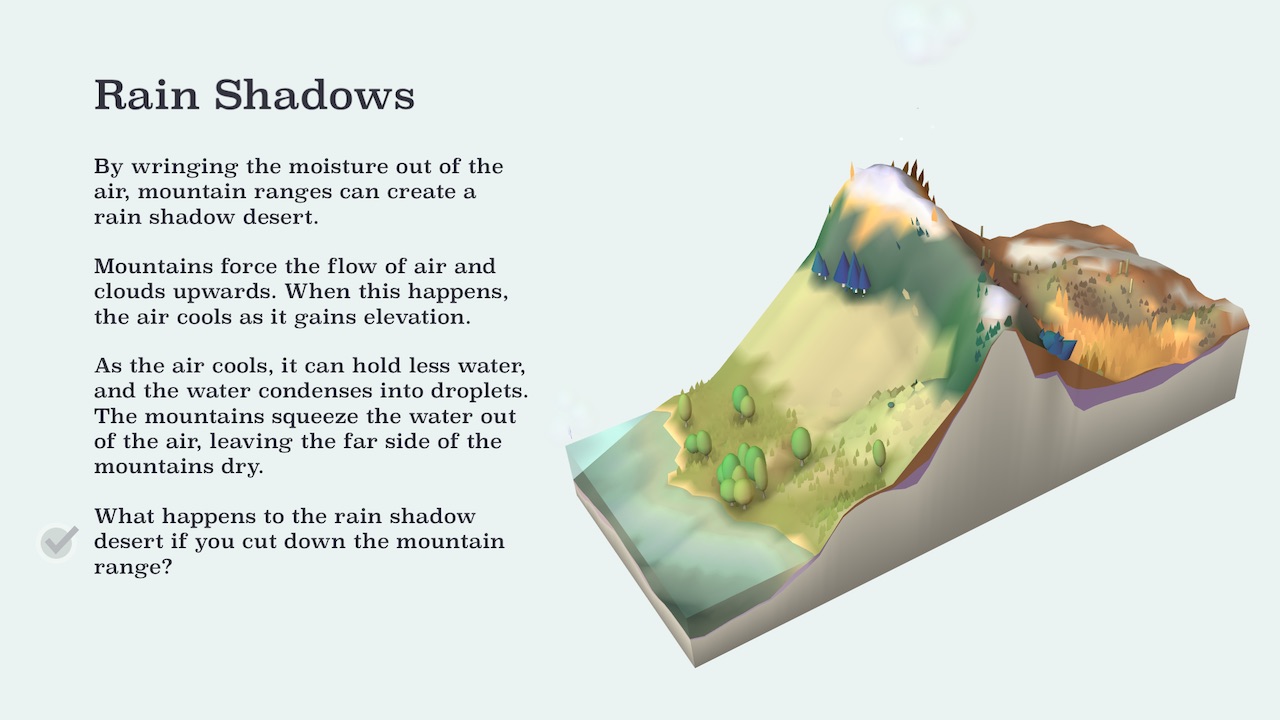 Rain Shadows
By wringing the moisture out of the
air, mountain ranges can create a
rain shadow desert.
Mountains force the flow of air and
clouds upwards. When this happens,
the air cools as it gains elevation.
As the air cools, it can hold less water,
and the water condenses into droplets.
The mountains squeeze the water out
of the air, leaving the far side of the
mountains dry.
What happens to the rain shadow
desert if you cut down the mountain
range?